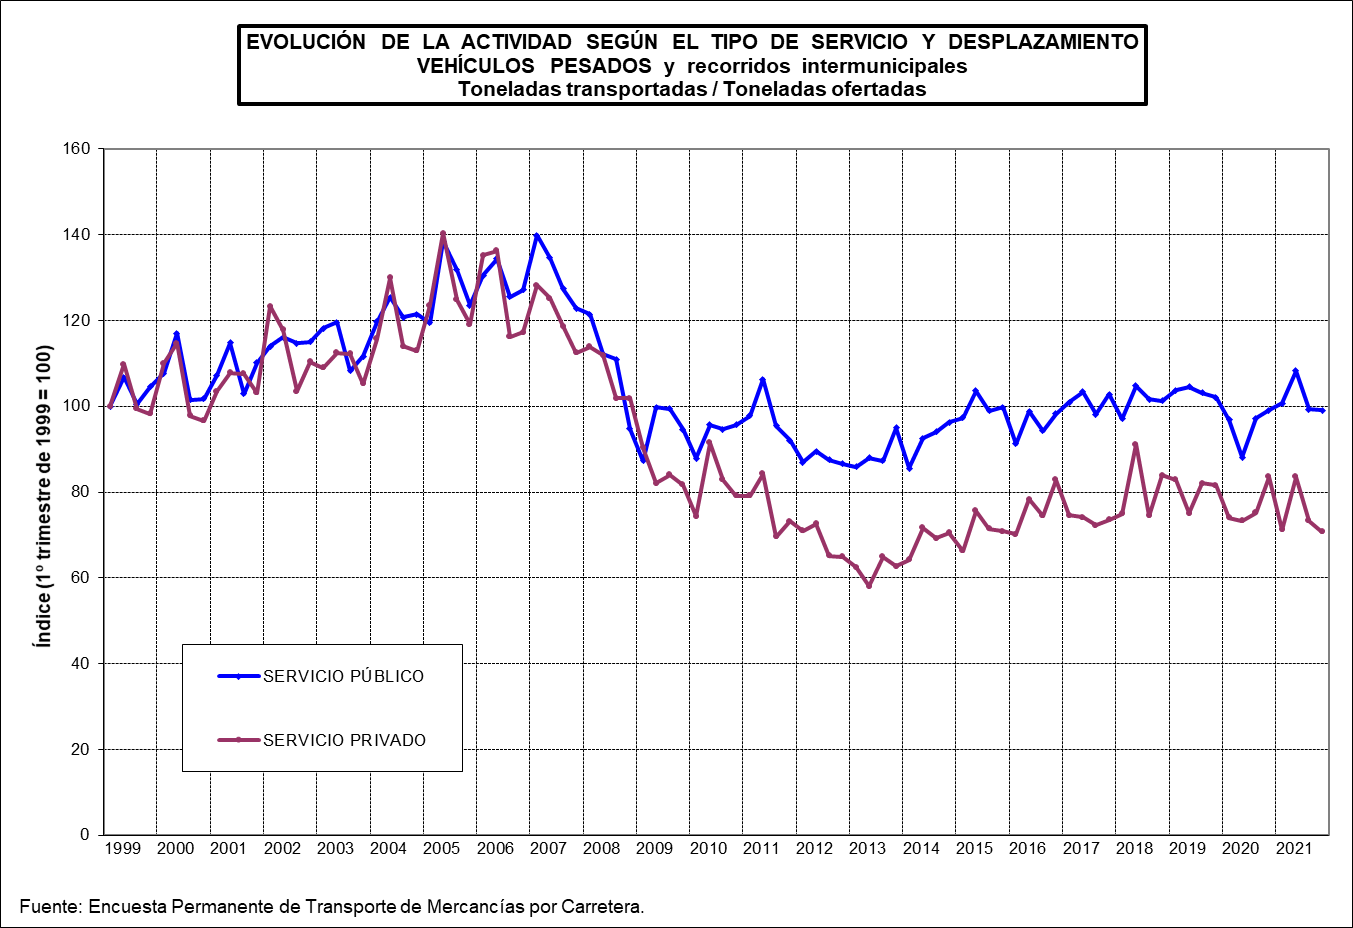 EVOLUCIÓN DE LA ACTIVIDAD SEGÚN EL TIPO DE SERVICIO Y DESPLAZAMIENTO
VEHÍCULOS PESADOS y recorridos intermunicipales
Toneladas transportadas / Toneladas ofertadas
Índice (1º trimestre de 1999 = 100)
160
140
120
100
80
60
40
20
0
SERVICIO PÚBLICO
SERVICIO PRIVADO
1999 2000 2001 2002 2003 2004 2005 2006 2007 2008 2009 2010 2011 2012 2013 2014 2015 2016 2017 2018 2019 2020 2021
Fuente: Encuesta Permanente de Transporte de Mercancías por Carretera.